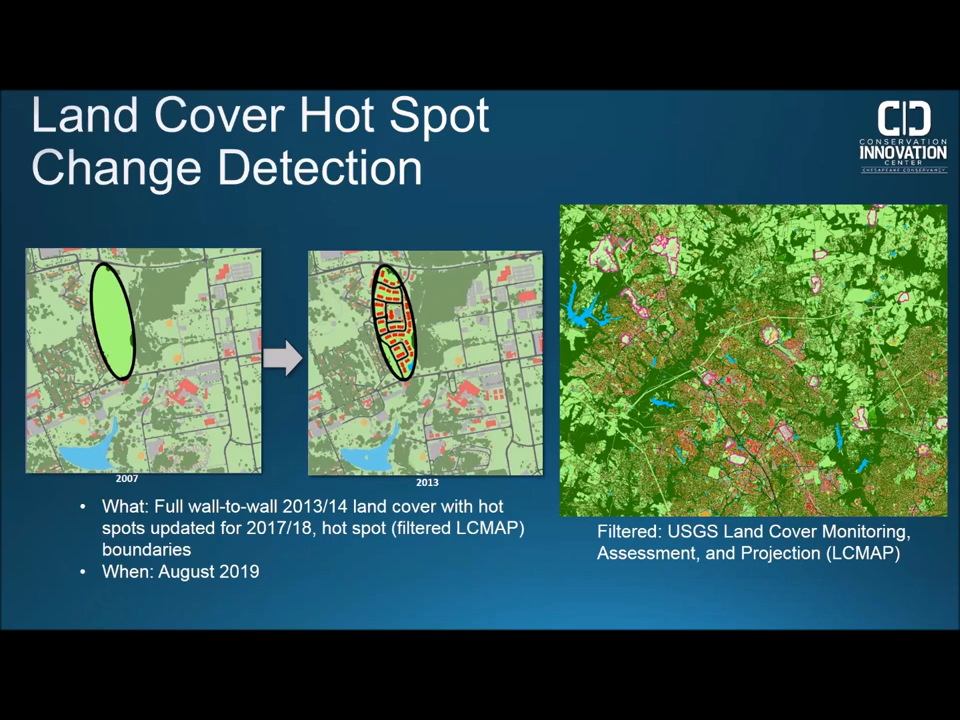 Land Cover Hot Spot
Change Detection
CONSERVATION
INNOVATION
CENTER
CHESAPEAKE CONSERVANCY
2007
2013
• What: Full wall-to-wall 2013/14 land cover with hot
spots updated for 2017/18, hot spot (filtered LCMAP)
boundaries
• When: August 2019
Filtered: USGS Land Cover Monitoring,
Assessment, and Projection (LCMAP)